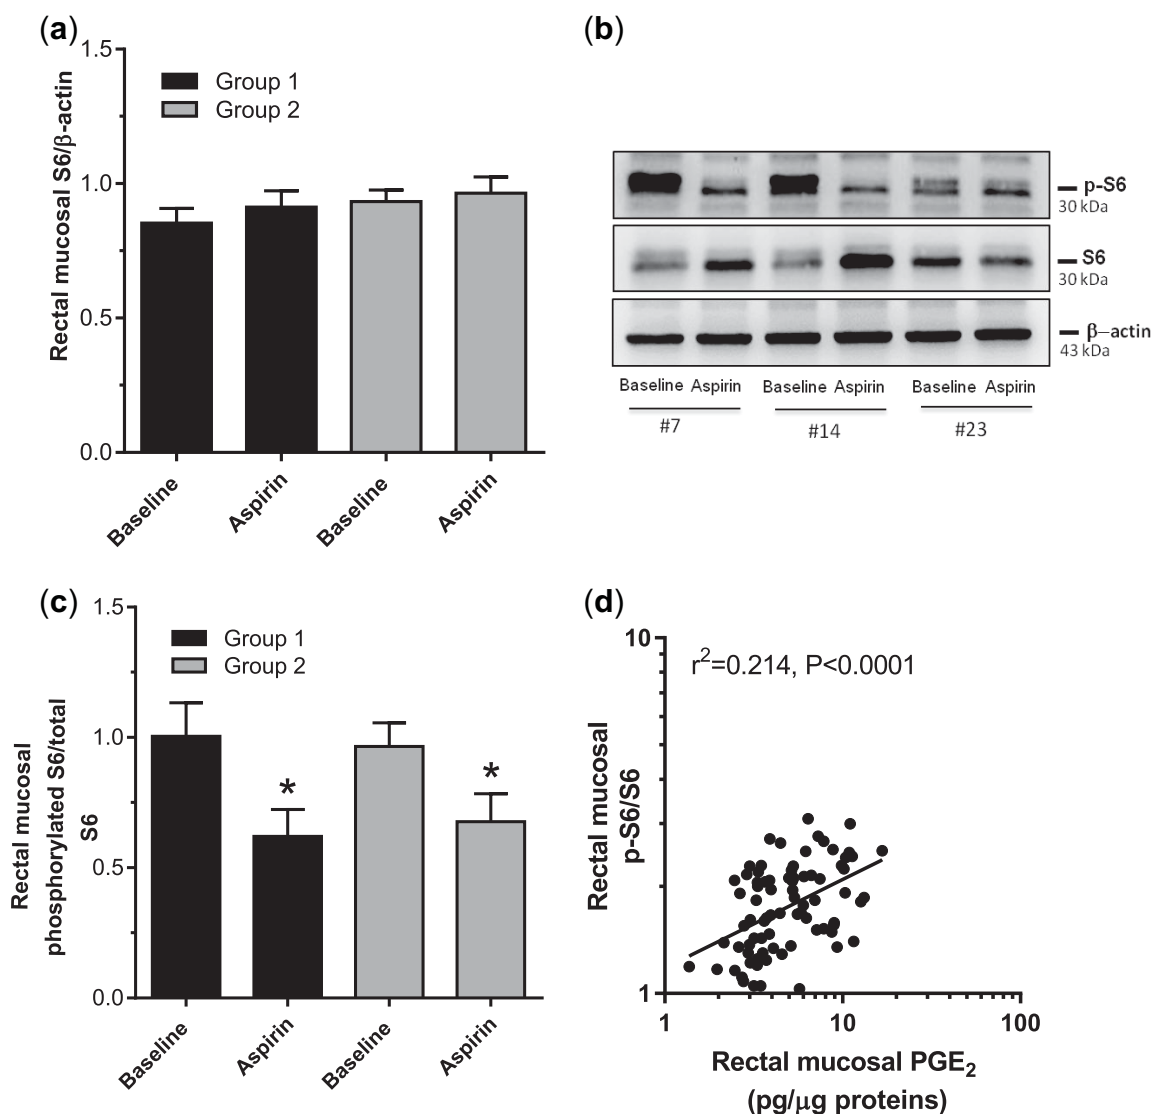 (a)
Rectal mucosal S6/β-actin
1.5
1.0
0.5
0.0
Group 1
Group 2
Baseline
Aspirin
Baseline
Aspirin
(b)
p-S6
30 kDa
S6
30 kDa
β–actin
43 kDa
Baseline Aspirin Baseline Aspirin Baseline Aspirin
#7 #14 #23
(c)
Rectal mucosal
phosphorylated S6/total
S6
1.5
1.0
0.5
0.0
Group 1
Group 2
*
*
Baseline
Aspirin
Baseline
Aspirin
(d)
Rectal mucosal
p-S6/S6
10
1
r²=0.214, P<0.0001
1 10 100
Rectal mucosal PGE₂
(pg/μg proteins)